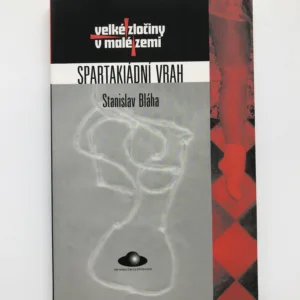 velké zločiny
v malé zemi
SPARTAKIÁDNÍ VRAH
Stanislav Bláha